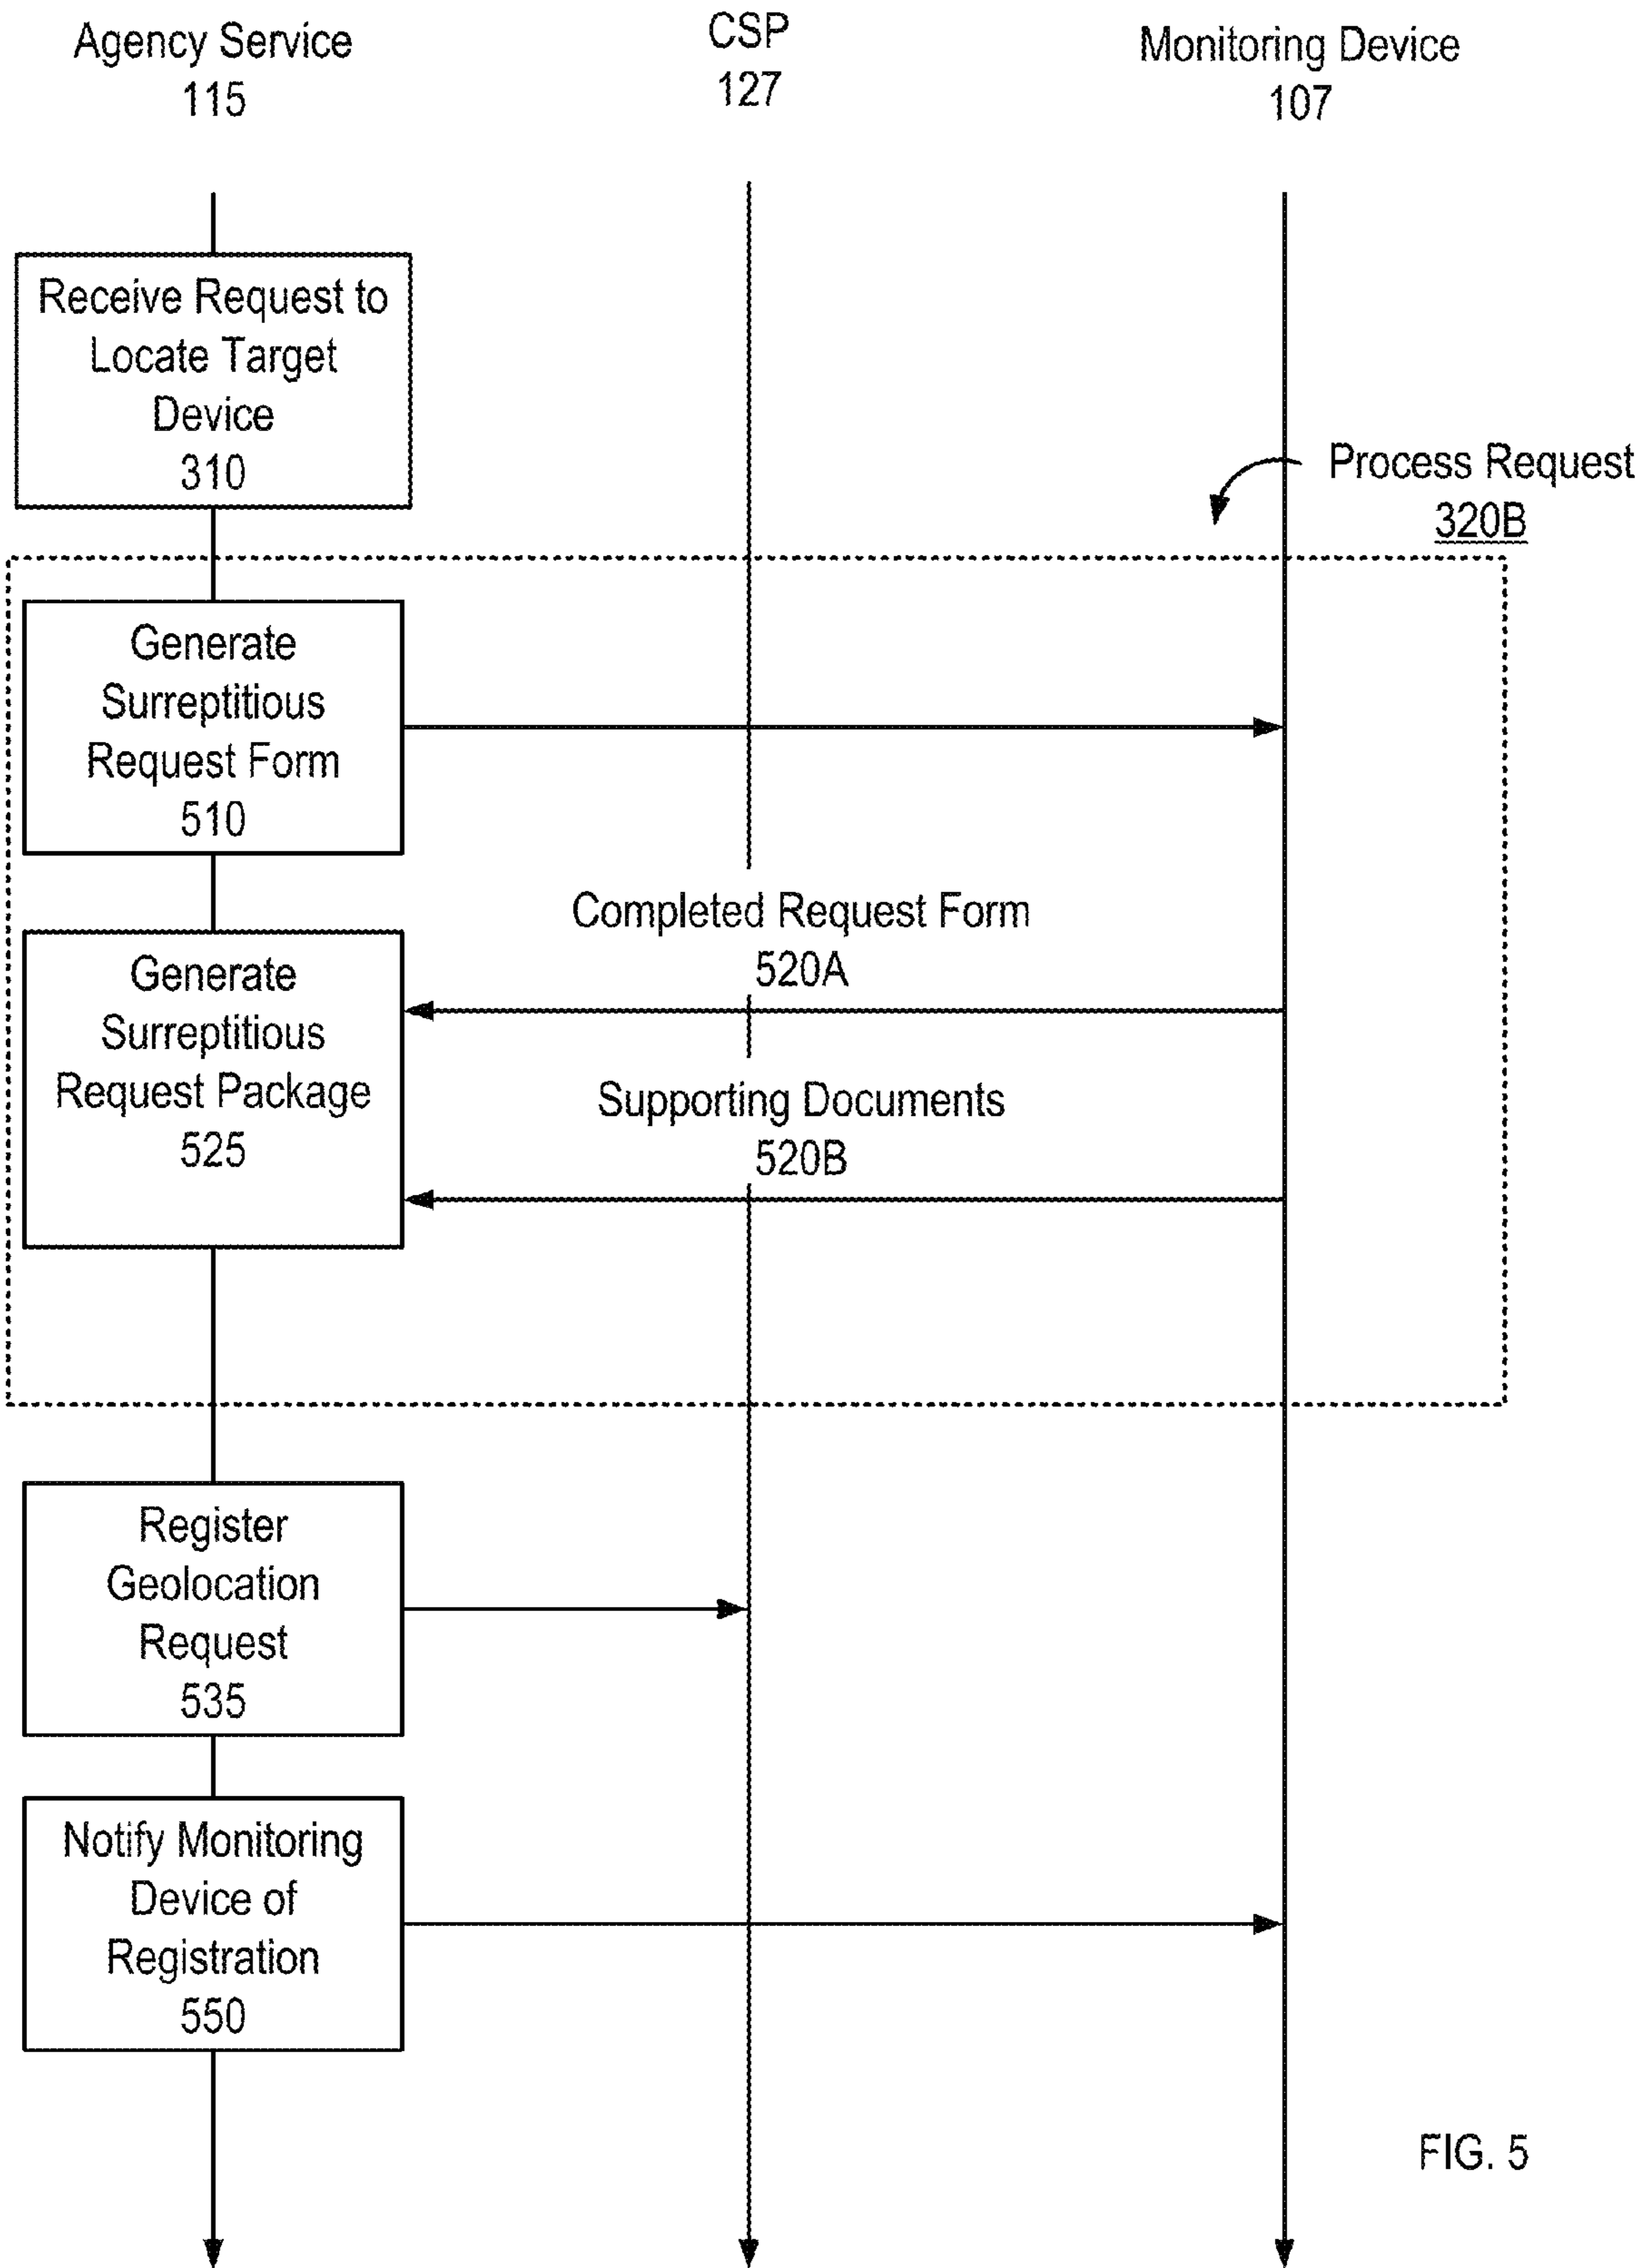 Agency Service
115
CSP
127
Monitoring Device
107
Receive Request to
Locate Target
Device
310
Process Request
320B
Generate
Surreptitious
Request Form
510
Completed Request Form
520A
Generate
Surreptitious
Request Package
525
Supporting Documents
520B
Register
Geolocation
Request
535
Notify Monitoring
Device of
Registration
550
FIG. 5